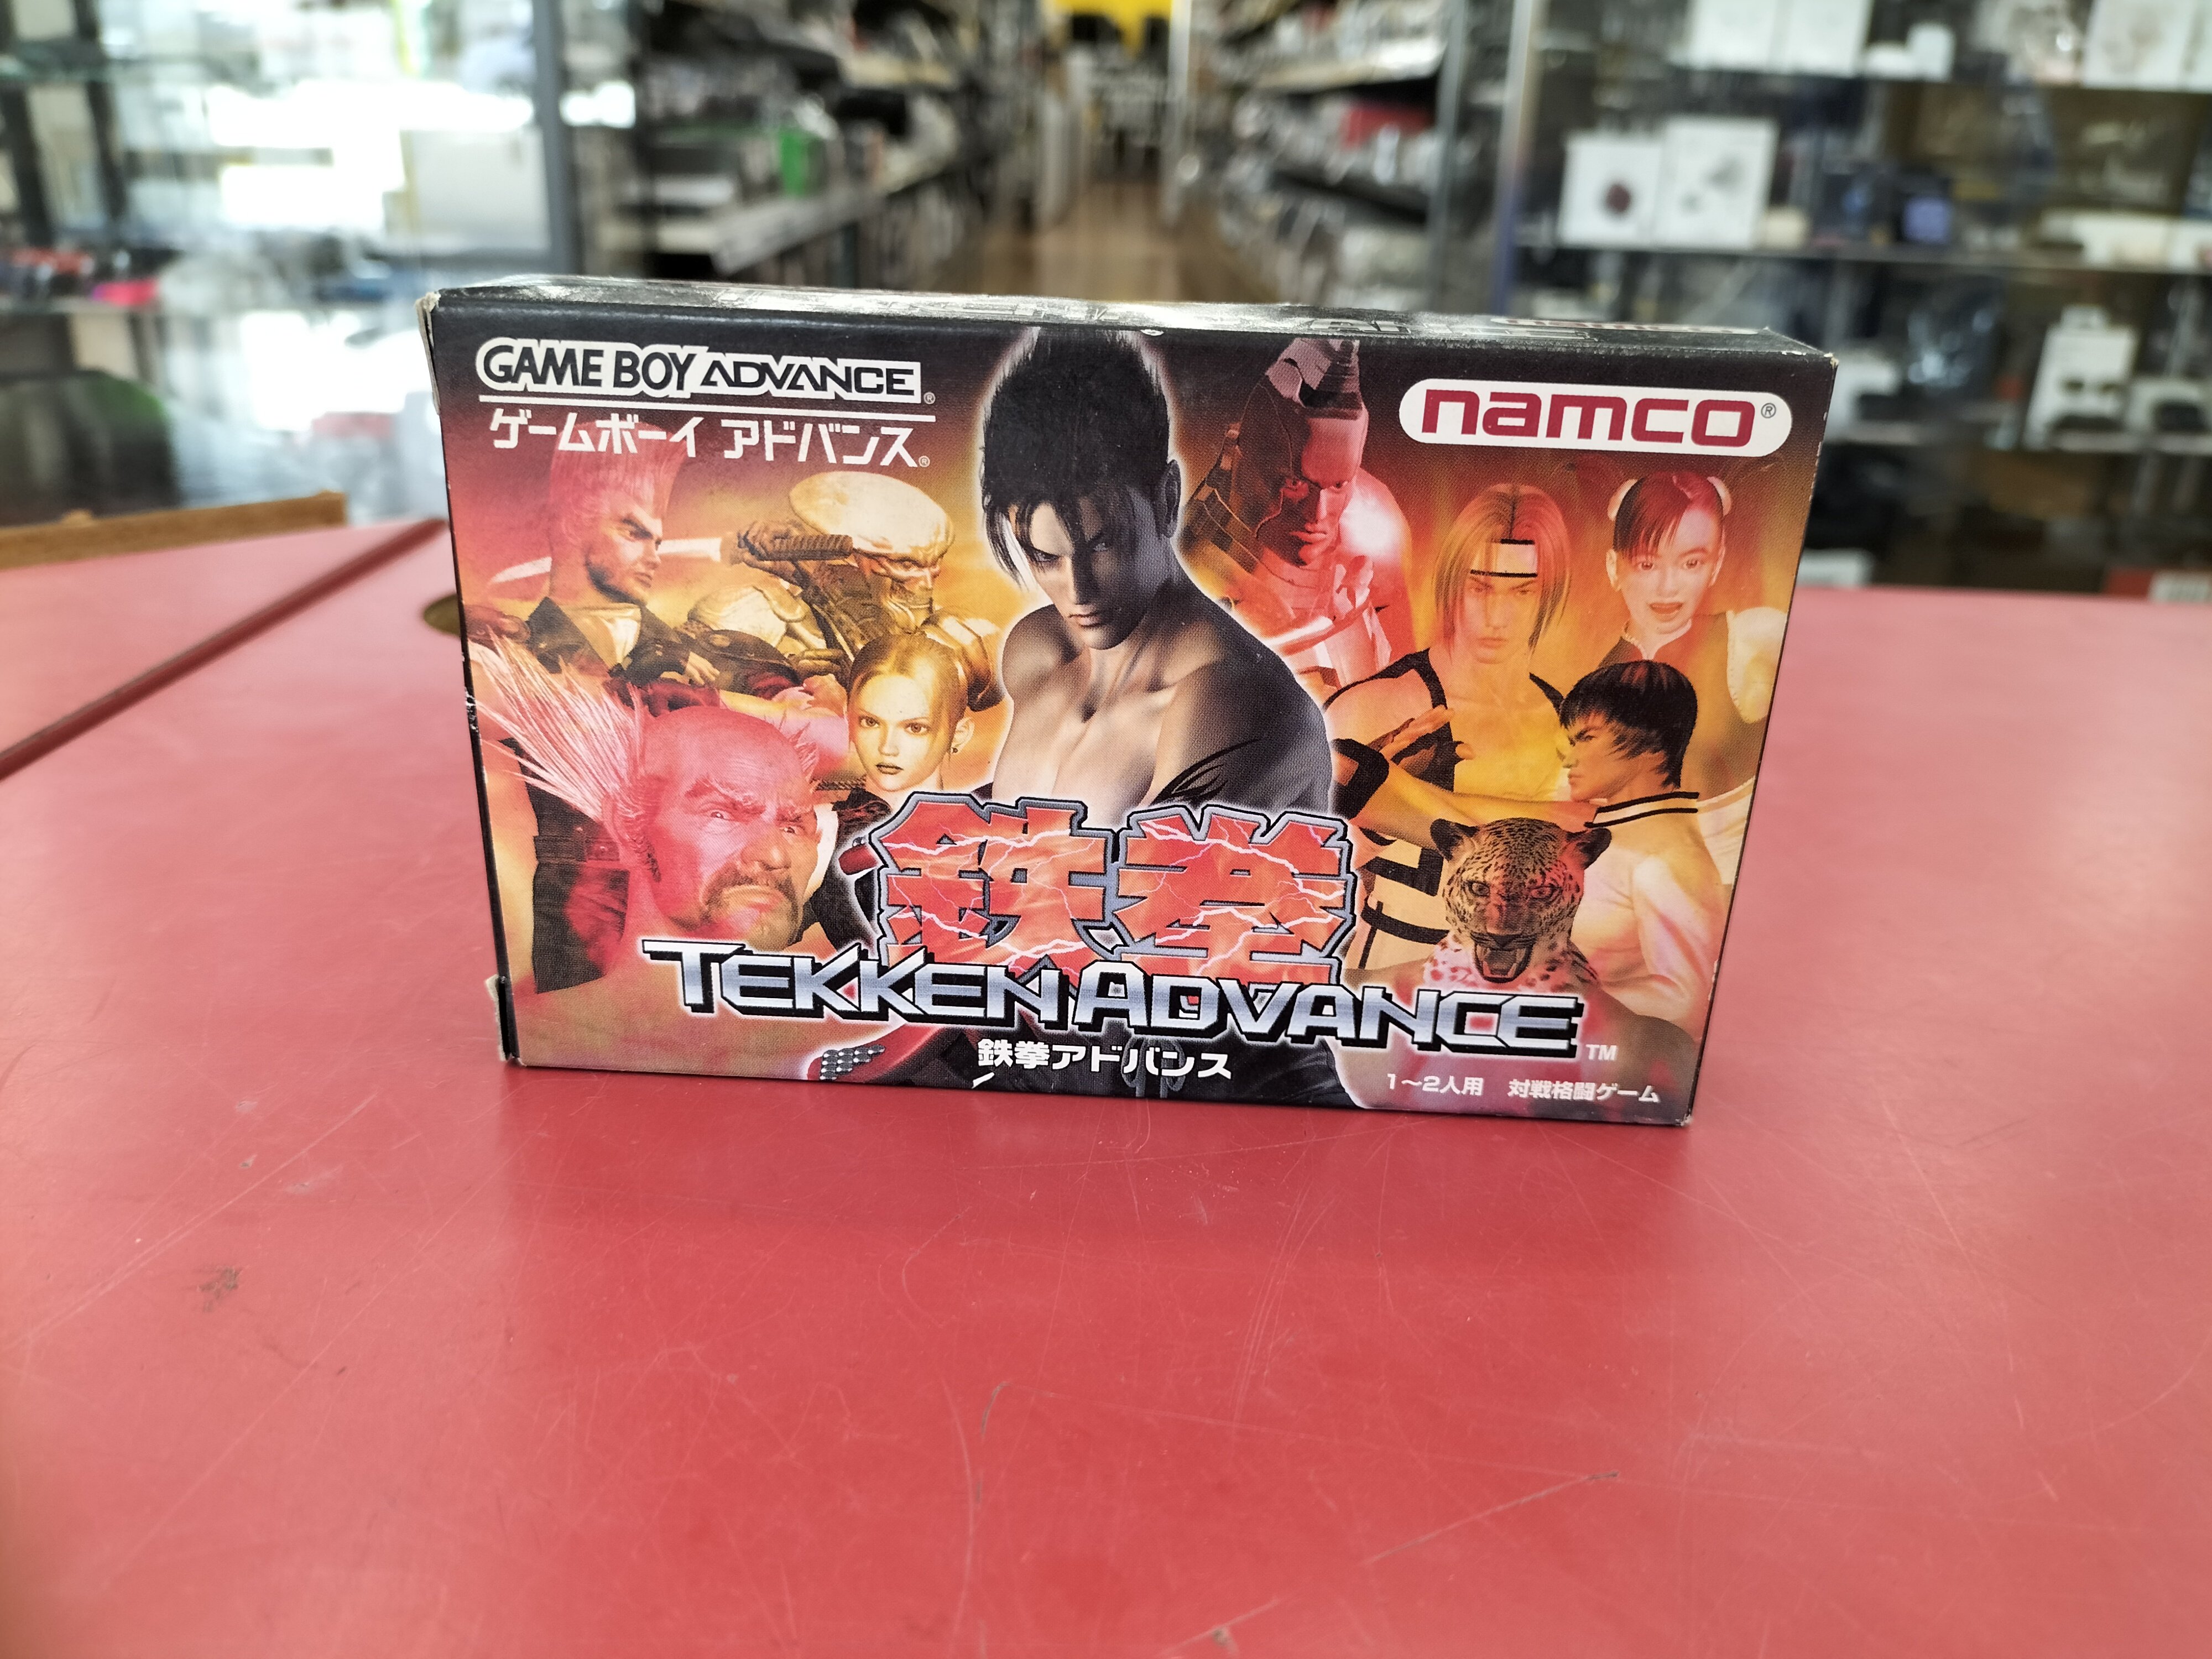 GAME BOY ADVANCE®
ゲームボーイ アドバンス®
namco®
鉄拳
TEKKEN ADVANCE™
鉄拳アドバンス
1～2人用 対戦格闘ゲーム